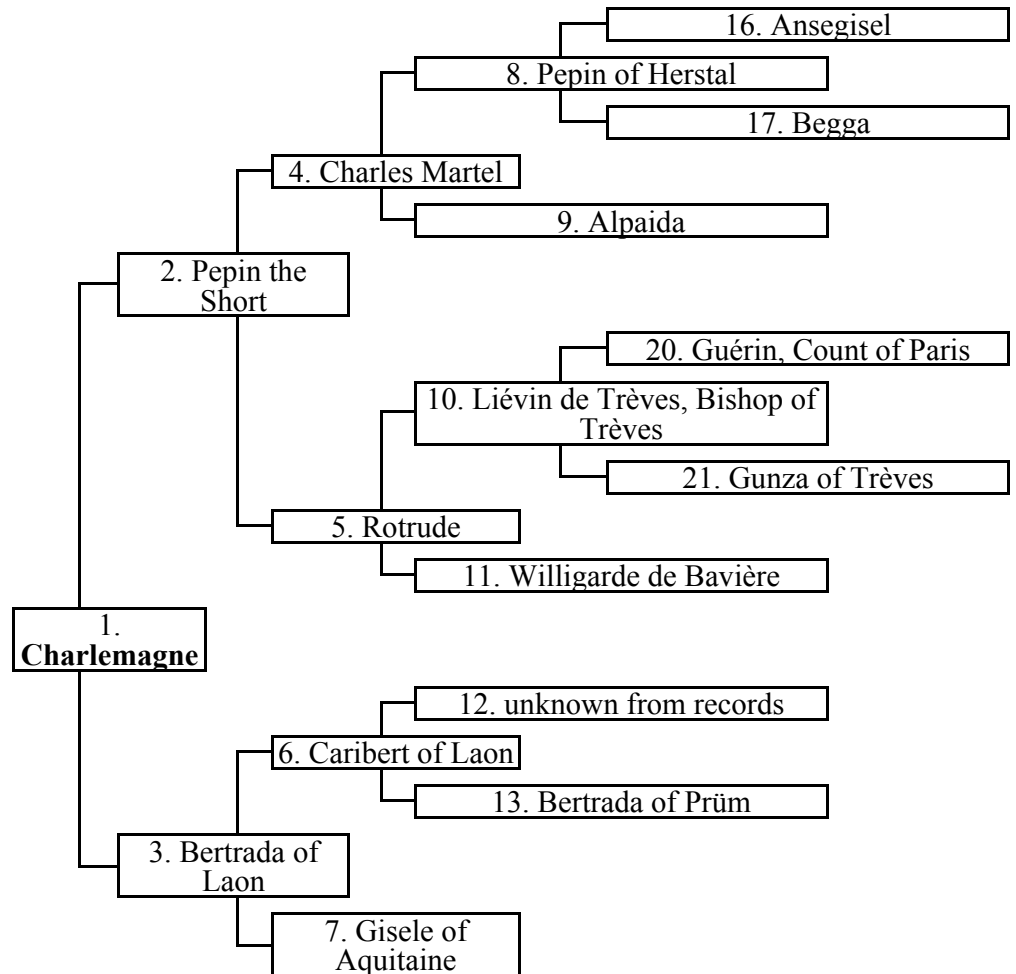 16. Ansegisel
8. Pepin of Herstal
17. Begga
4. Charles Martel
9. Alpaida
2. Pepin the
Short
20. Guérin, Count of Paris
10. Liévin de Trèves, Bishop of
Trèves
21. Gunza of Trèves
5. Rotrude
11. Willigarde de Bavière
1.
Charlemagne
12. unknown from records
6. Caribert of Laon
13. Bertrada of Prüm
3. Bertrada of
Laon
7. Gisele of
Aquitaine